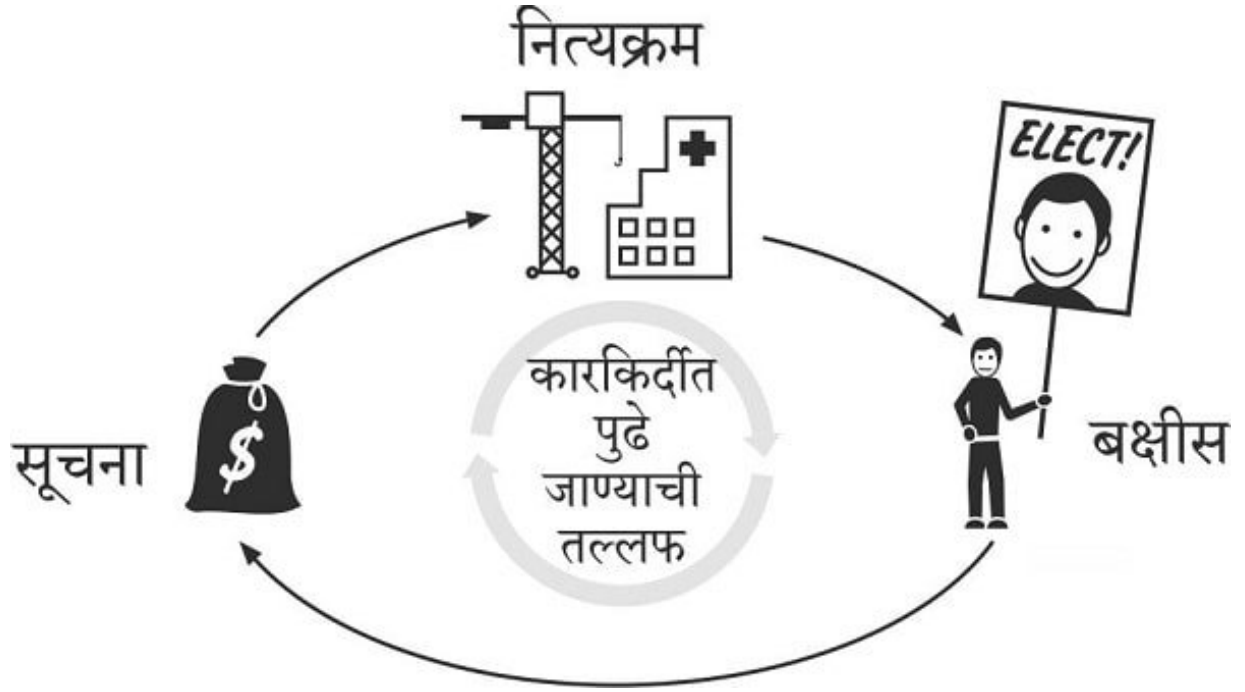 नित्यक्रम
ELECT!
कारकिर्दीत
पुढे
जाण्याची
तल्लफ
सूचना
$
बक्षीस